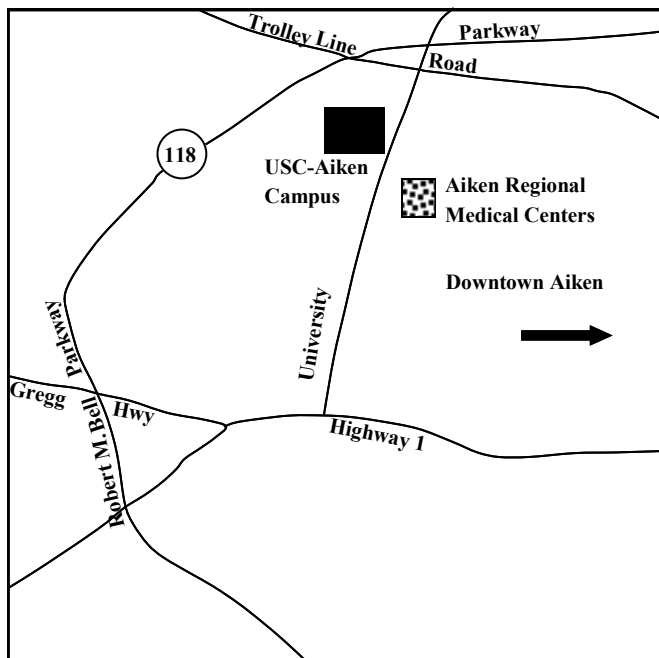 Trolley Line
Road
Parkway
118
USC-Aiken
Campus
Aiken Regional
Medical Centers
Downtown Aiken
University
Parkway
Gregg
Hwy
Robert M. Bell
Highway 1